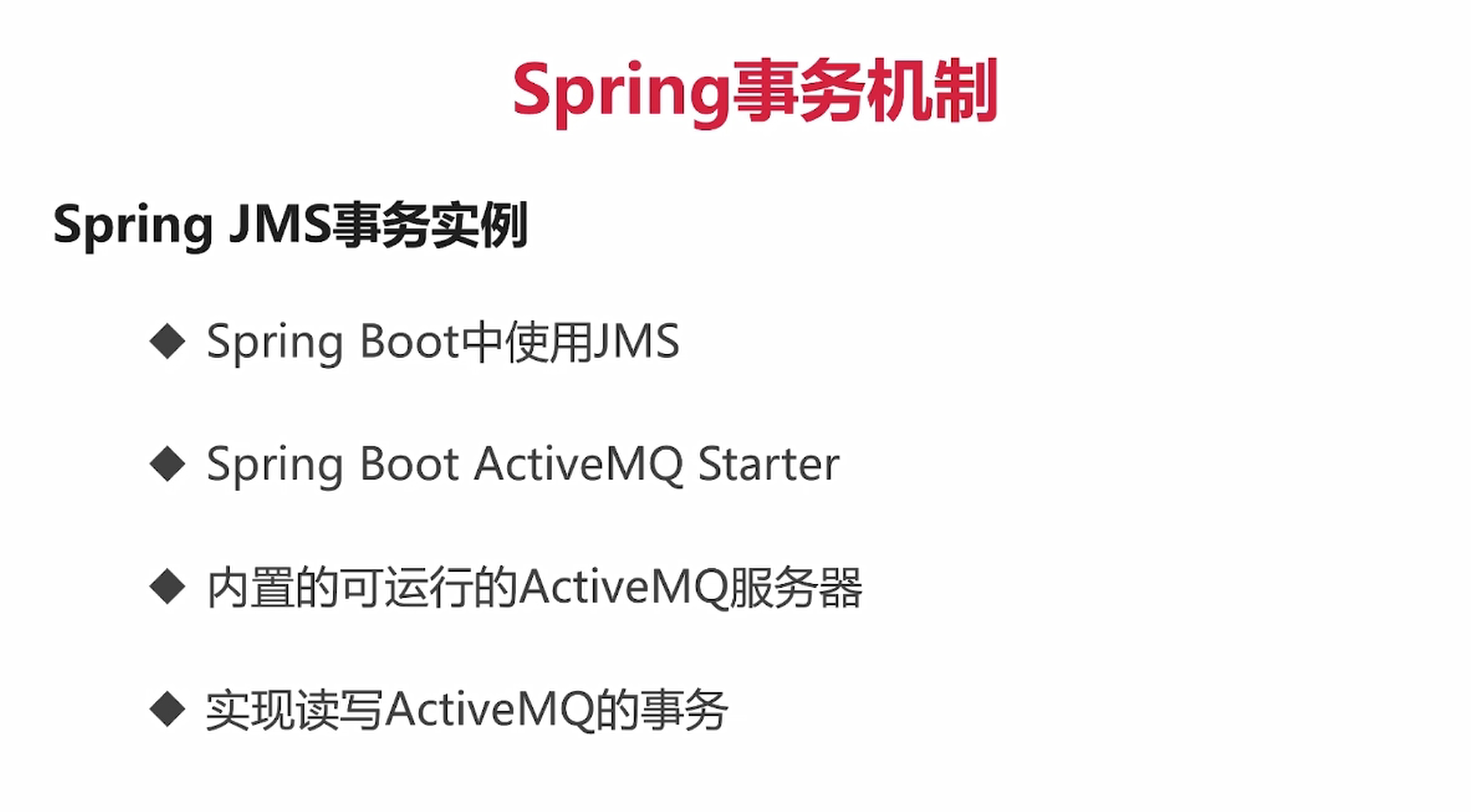 Spring事务机制
Spring JMS事务实例
◆ Spring Boot中使用JMS
◆ Spring Boot ActiveMQ Starter
◆ 内置的可运行的ActiveMQ服务器
◆ 实现读写ActiveMQ的事务